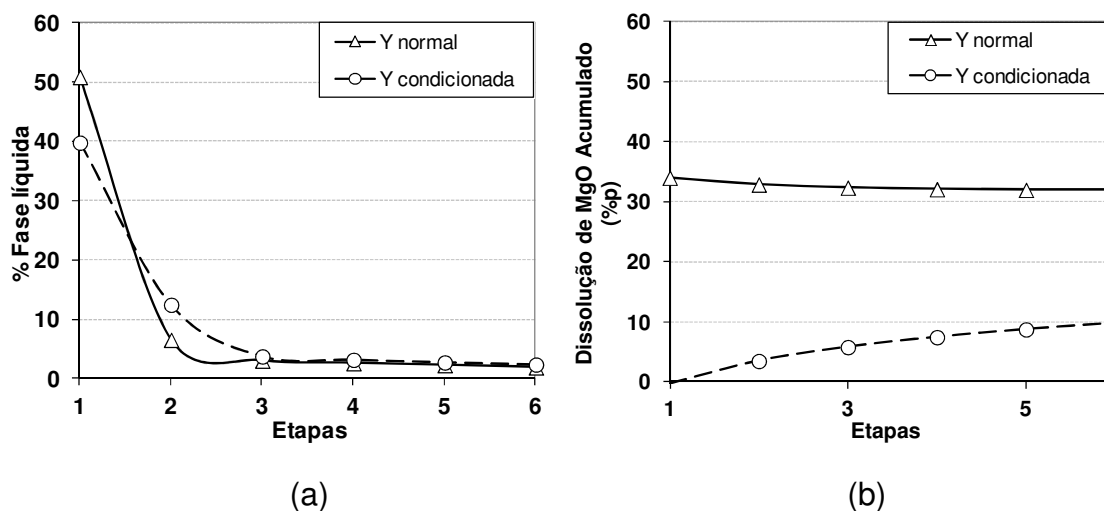 60
50
40
30
20
10
0
% Fase líquida
Y normal
Y condicionada
1 2 3 4 5 6
Etapas
(a)
60
50
40
30
20
10
0
Dissolução de MgO Acumulado
(%p)
Y normal
Y condicionada
1 3 5
Etapas
(b)